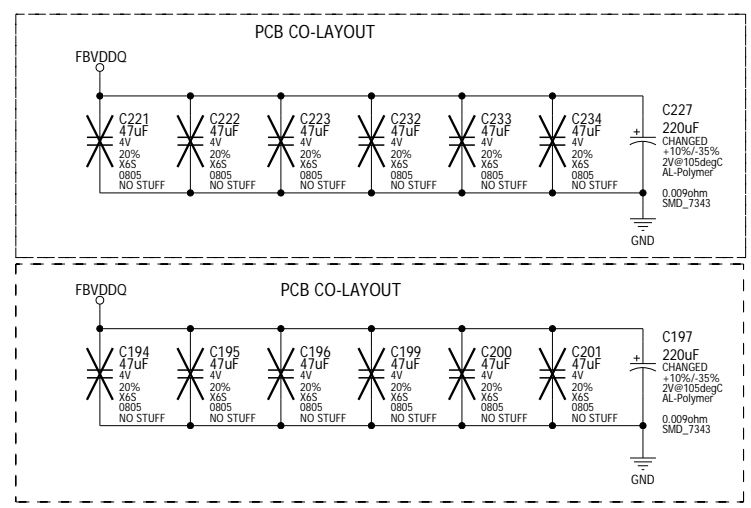 PCB CO-LAYOUT
FBVDDQ
C221
47uF
4V
20%
X6S
0805
NO STUFF
C222
47uF
4V
20%
X6S
0805
NO STUFF
C223
47uF
4V
20%
X6S
0805
NO STUFF
C232
47uF
4V
20%
X6S
0805
NO STUFF
C233
47uF
4V
20%
X6S
0805
NO STUFF
C234
47uF
4V
20%
X6S
0805
NO STUFF
+
C227
220uF
CHANGED
+10%/-35%
2V@105degC
AL-Polymer
0.009ohm
SMD_7343
GND
PCB CO-LAYOUT
FBVDDQ
C194
47uF
4V
20%
X6S
0805
NO STUFF
C195
47uF
4V
20%
X6S
0805
NO STUFF
C196
47uF
4V
20%
X6S
0805
NO STUFF
C199
47uF
4V
20%
X6S
0805
NO STUFF
C200
47uF
4V
20%
X6S
0805
NO STUFF
C201
47uF
4V
20%
X6S
0805
NO STUFF
+
C197
220uF
CHANGED
+10%/-35%
2V@105degC
AL-Polymer
0.009ohm
SMD_7343
GND